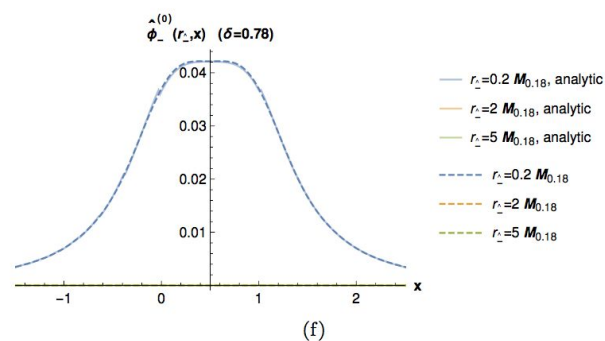 ϕ̂₋⁽⁰⁾ (r₋̂,x) (δ=0.78)
0.04
0.03
0.02
0.01
-1 0 1 2
x
r₋̂=0.2 M₀.₁₈, analytic
r₋̂=2 M₀.₁₈, analytic
r₋̂=5 M₀.₁₈, analytic
r₋̂=0.2 M₀.₁₈
r₋̂=2 M₀.₁₈
r₋̂=5 M₀.₁₈
(f)